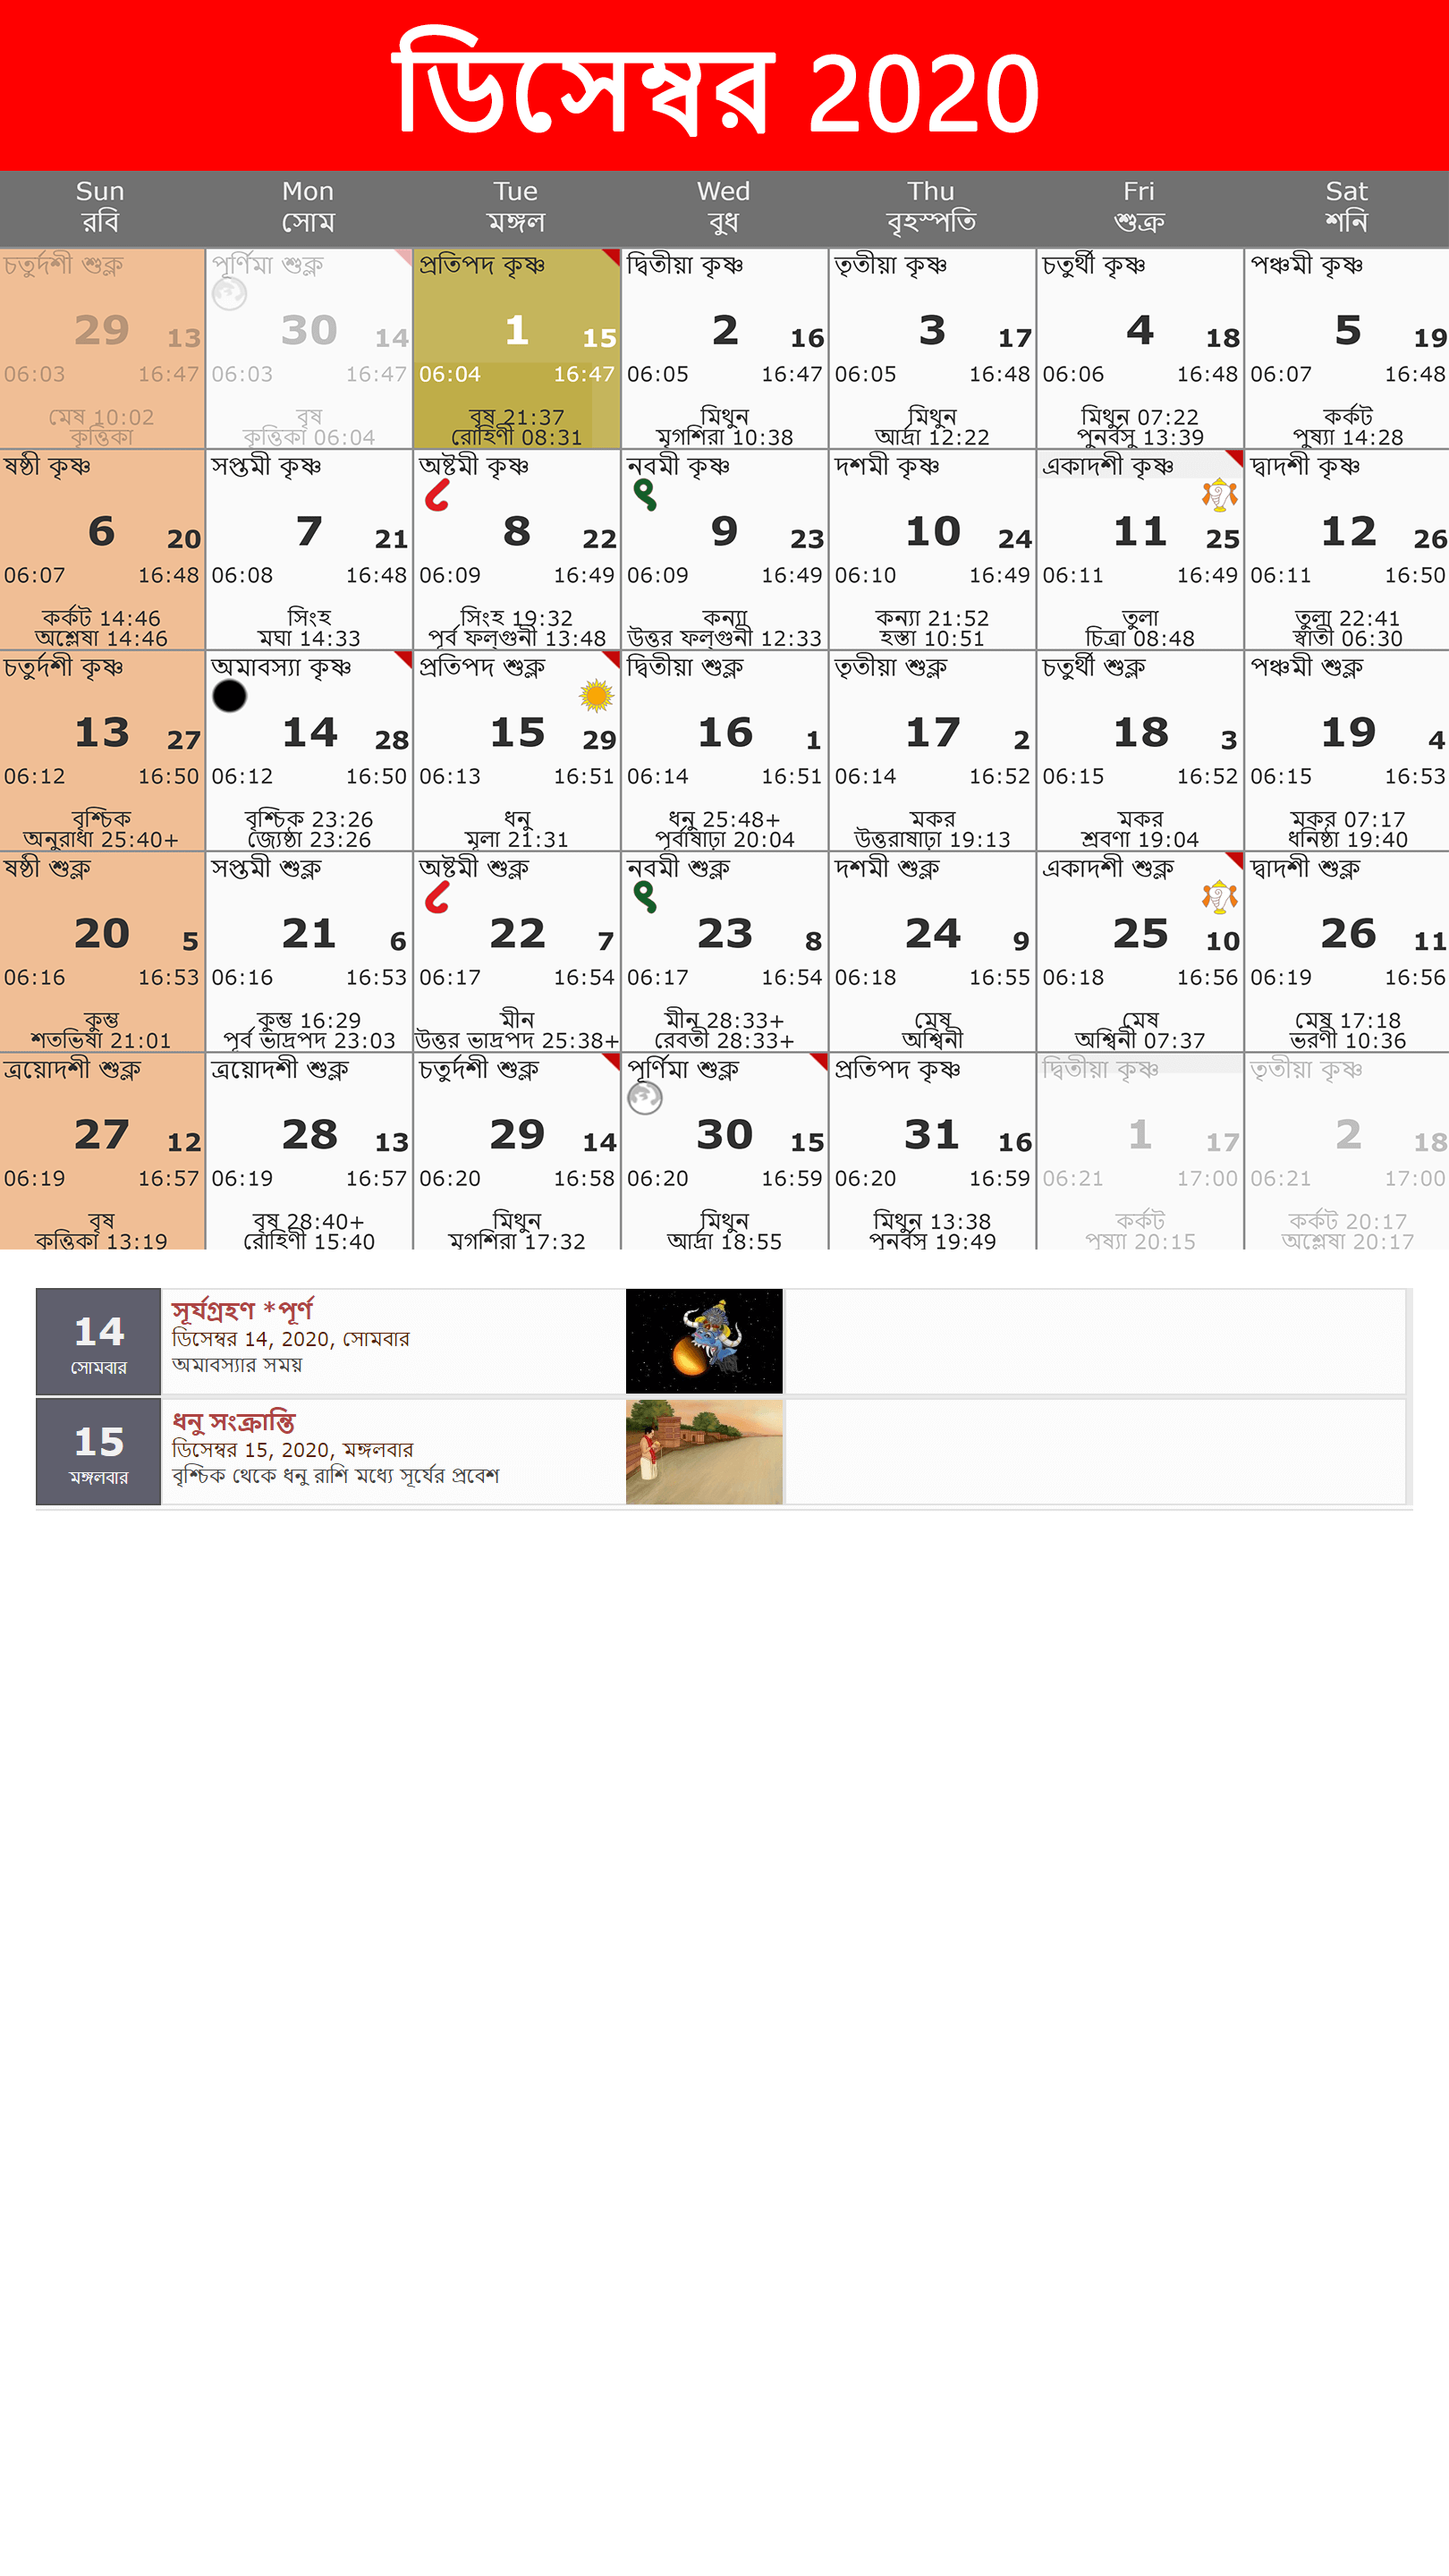 ডিসেম্বর 2020
Sun Mon Tue Wed Thu Fri Sat
রবি সোম মঙ্গল বুধ বৃহস্পতি শুক্র শনি
চতুর্দশী শুক্ল পূর্ণিমা শুক্ল প্রতিপদ কৃষ্ণ দ্বিতীয়া কৃষ্ণ তৃতীয়া কৃষ্ণ চতুর্থী কৃষ্ণ পঞ্চমী কৃষ্ণ
29 13 30 14 1 15 2 16 3 17 4 18 5 19
06:03 16:47 06:03 16:47 06:04 16:47 06:05 16:47 06:05 16:48 06:06 16:48 06:07 16:48
মেষ 10:02 বৃষ বৃষ 21:37 মিথুন মিথুন মিথুন 07:22 কর্কট
কৃত্তিকা কৃত্তিকা 06:04 রোহিণী 08:31 মৃগশিরা 10:38 আর্দ্রা 12:22 পুনর্বসু 13:39 পুষ্যা 14:28
ষষ্ঠী কৃষ্ণ সপ্তমী কৃষ্ণ অষ্টমী কৃষ্ণ নবমী কৃষ্ণ দশমী কৃষ্ণ একাদশী কৃষ্ণ দ্বাদশী কৃষ্ণ
6 20 7 21 8 22 9 23 10 24 11 25 12 26
06:07 16:48 06:08 16:48 06:09 16:49 06:09 16:49 06:10 16:49 06:11 16:49 06:11 16:50
কর্কট 14:46 সিংহ সিংহ 19:32 কন্যা কন্যা 21:52 তুলা তুলা 22:41
অশ্লেষা 14:46 মঘা 14:33 পূর্ব ফল্গুনী 13:48 উত্তর ফল্গুনী 12:33 হস্তা 10:51 চিত্রা 08:48 স্বাতী 06:30
চতুর্দশী কৃষ্ণ অমাবস্যা কৃষ্ণ প্রতিপদ শুক্ল দ্বিতীয়া শুক্ল তৃতীয়া শুক্ল চতুর্থী শুক্ল পঞ্চমী শুক্ল
13 27 14 28 15 29 16 1 17 2 18 3 19 4
06:12 16:50 06:12 16:50 06:13 16:51 06:14 16:51 06:14 16:52 06:15 16:52 06:15 16:53
বৃশ্চিক বৃশ্চিক 23:26 ধনু ধনু 25:48+ মকর মকর মকর 07:17
অনুরাধা 25:40+ জ্যেষ্ঠা 23:26 মূলা 21:31 পূর্বাষাঢ়া 20:04 উত্তরাষাঢ়া 19:13 শ্রবণা 19:04 ধনিষ্ঠা 19:40
ষষ্ঠী শুক্ল সপ্তমী শুক্ল অষ্টমী শুক্ল নবমী শুক্ল দশমী শুক্ল একাদশী শুক্ল দ্বাদশী শুক্ল
20 5 21 6 22 7 23 8 24 9 25 10 26 11
06:16 16:53 06:16 16:53 06:17 16:54 06:17 16:54 06:18 16:55 06:18 16:56 06:19 16:56
কুম্ভ কুম্ভ 16:29 মীন মীন 28:33+ মেষ মেষ মেষ 17:18
শতভিষা 21:01 পূর্ব ভাদ্রপদ 23:03 উত্তর ভাদ্রপদ 25:38+ রেবতী 28:33+ অশ্বিনী অশ্বিনী 07:37 ভরণী 10:36
ত্রয়োদশী শুক্ল ত্রয়োদশী শুক্ল চতুর্দশী শুক্ল পূর্ণিমা শুক্ল প্রতিপদ কৃষ্ণ দ্বিতীয়া কৃষ্ণ তৃতীয়া কৃষ্ণ
27 12 28 13 29 14 30 15 31 16 1 17 2 18
06:19 16:57 06:19 16:57 06:20 16:58 06:20 16:59 06:20 16:59 06:21 17:00 06:21 17:00
বৃষ বৃষ 28:40+ মিথুন মিথুন মিথুন 13:38 কর্কট কর্কট 20:17
কৃত্তিকা 13:19 রোহিণী 15:40 মৃগশিরা 17:32 আর্দ্রা 18:55 পুনর্বসু 19:49 পুষ্যা 20:15 অশ্লেষা 20:17
14
সোমবার
সূর্যগ্রহণ *পূর্ণ
ডিসেম্বর 14, 2020, সোমবার
অমাবস্যার সময়
15
মঙ্গলবার
ধনু সংক্রান্তি
ডিসেম্বর 15, 2020, মঙ্গলবার
বৃশ্চিক থেকে ধনু রাশি মধ্যে সূর্যের প্রবেশ